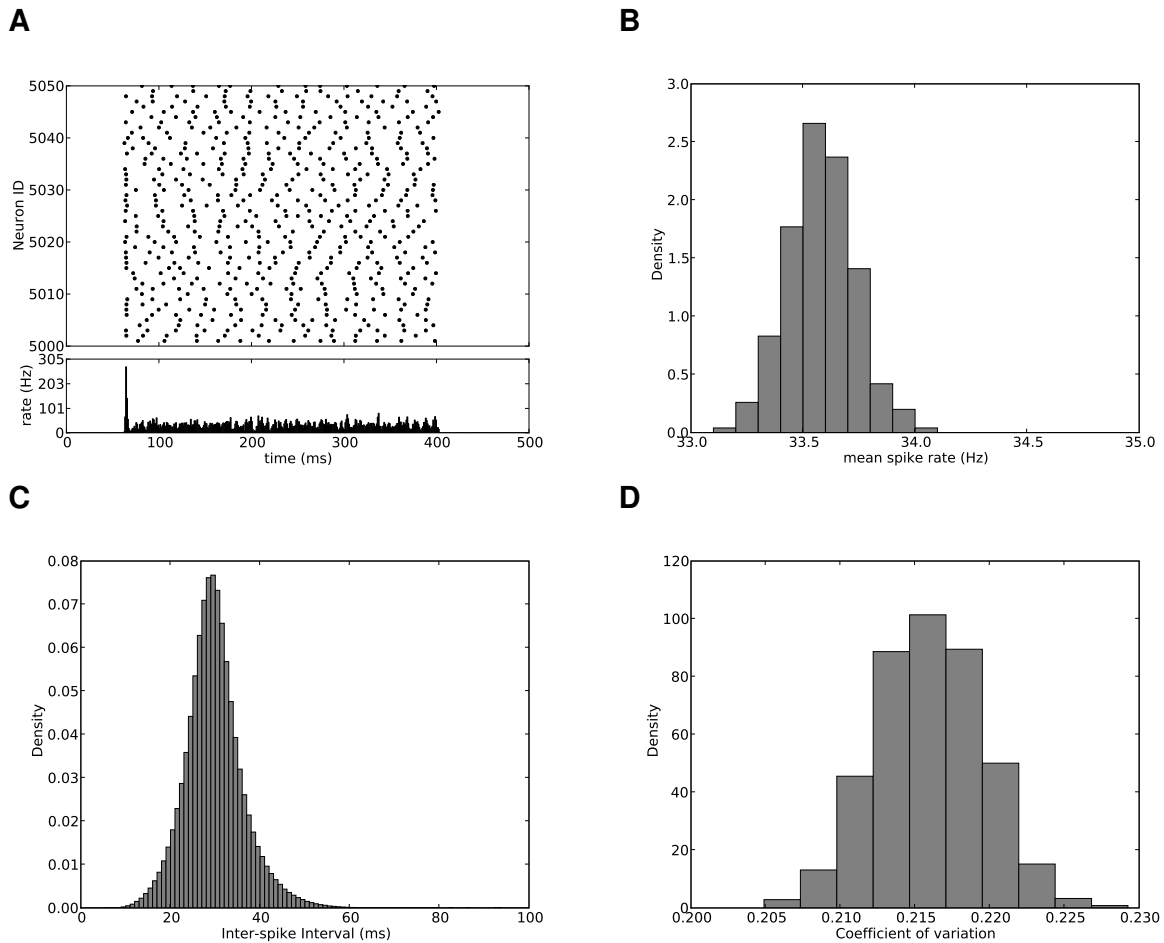 A
5050
5040
5030
5020
5010
5000
Neuron ID
305
203
101
0
rate (Hz)
0 100 200 300 400 500
time (ms)
B
3.0
2.5
2.0
1.5
1.0
0.5
0.0
Density
33.0 33.5 34.0 34.5 35.0
mean spike rate (Hz)
C
0.08
0.07
0.06
0.05
0.04
0.03
0.02
0.01
0.00
Density
0 20 40 60 80 100
Inter-spike Interval (ms)
D
120
100
80
60
40
20
0
Density
0.200 0.205 0.210 0.215 0.220 0.225 0.230
Coefficient of variation